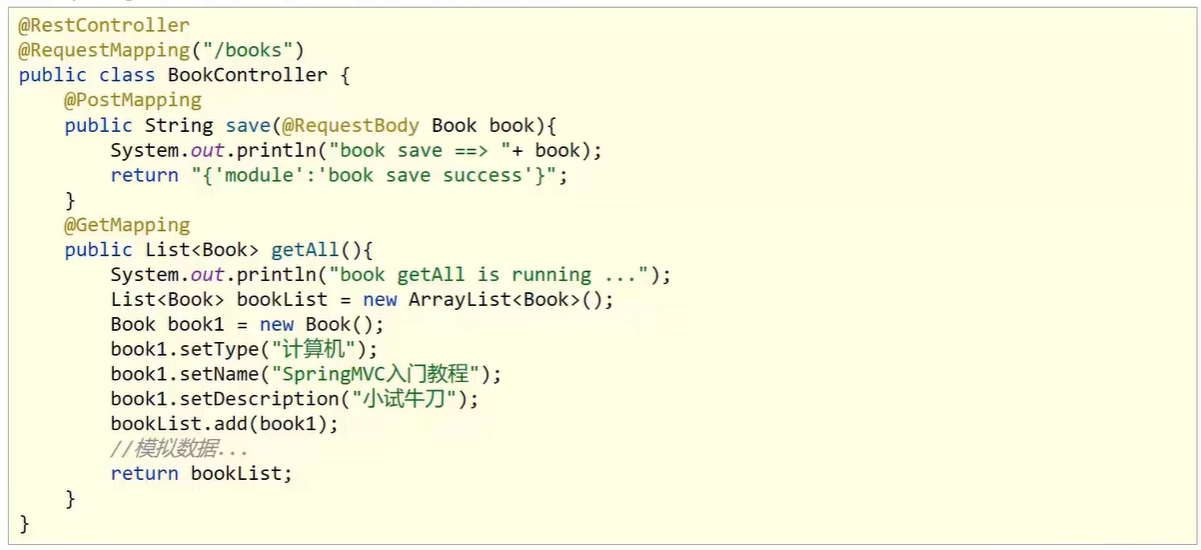 @RestController
@RequestMapping("/books")
public class BookController {
    @PostMapping
    public String save(@RequestBody Book book){
        System.out.println("book save ==> "+ book);
        return "{'module':'book save success'}";
    }
    @GetMapping
    public List<Book> getAll(){
        System.out.println("book getAll is running ...");
        List<Book> bookList = new ArrayList<Book>();
        Book book1 = new Book();
        book1.setType("计算机");
        book1.setName("SpringMVC入门教程");
        book1.setDescription("小试牛刀");
        bookList.add(book1);
        //模拟数据...
        return bookList;
    }
}